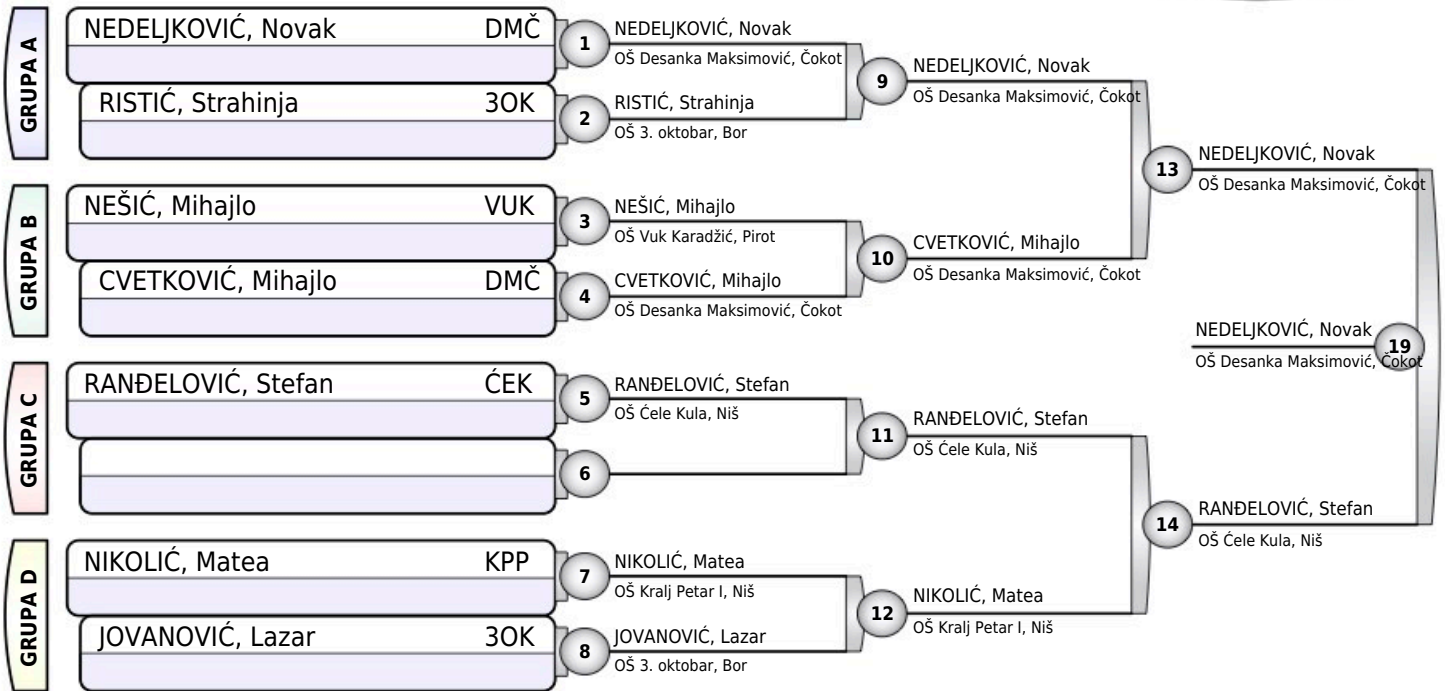 GRUPA A
NEDELJKOVIĆ, Novak DMČ
RISTIĆ, Strahinja 3OK
GRUPA B
NEŠIĆ, Mihajlo VUK
CVETKOVIĆ, Mihajlo DMČ
GRUPA C
RANĐELOVIĆ, Stefan ĆEK
GRUPA D
NIKOLIĆ, Matea KPP
JOVANOVIĆ, Lazar 3OK
1
NEDELJKOVIĆ, Novak
OŠ Desanka Maksimović, Čokot
2
RISTIĆ, Strahinja
OŠ 3. oktobar, Bor
3
NEŠIĆ, Mihajlo
OŠ Vuk Karadžić, Pirot
4
CVETKOVIĆ, Mihajlo
OŠ Desanka Maksimović, Čokot
5
RANĐELOVIĆ, Stefan
OŠ Ćele Kula, Niš
6
7
NIKOLIĆ, Matea
OŠ Kralj Petar I, Niš
8
JOVANOVIĆ, Lazar
OŠ 3. oktobar, Bor
9
NEDELJKOVIĆ, Novak
OŠ Desanka Maksimović, Čokot
10
CVETKOVIĆ, Mihajlo
OŠ Desanka Maksimović, Čokot
11
RANĐELOVIĆ, Stefan
OŠ Ćele Kula, Niš
12
NIKOLIĆ, Matea
OŠ Kralj Petar I, Niš
13
NEDELJKOVIĆ, Novak
OŠ Desanka Maksimović, Čokot
14
RANĐELOVIĆ, Stefan
OŠ Ćele Kula, Niš
NEDELJKOVIĆ, Novak
19
OŠ Desanka Maksimović, Čokot